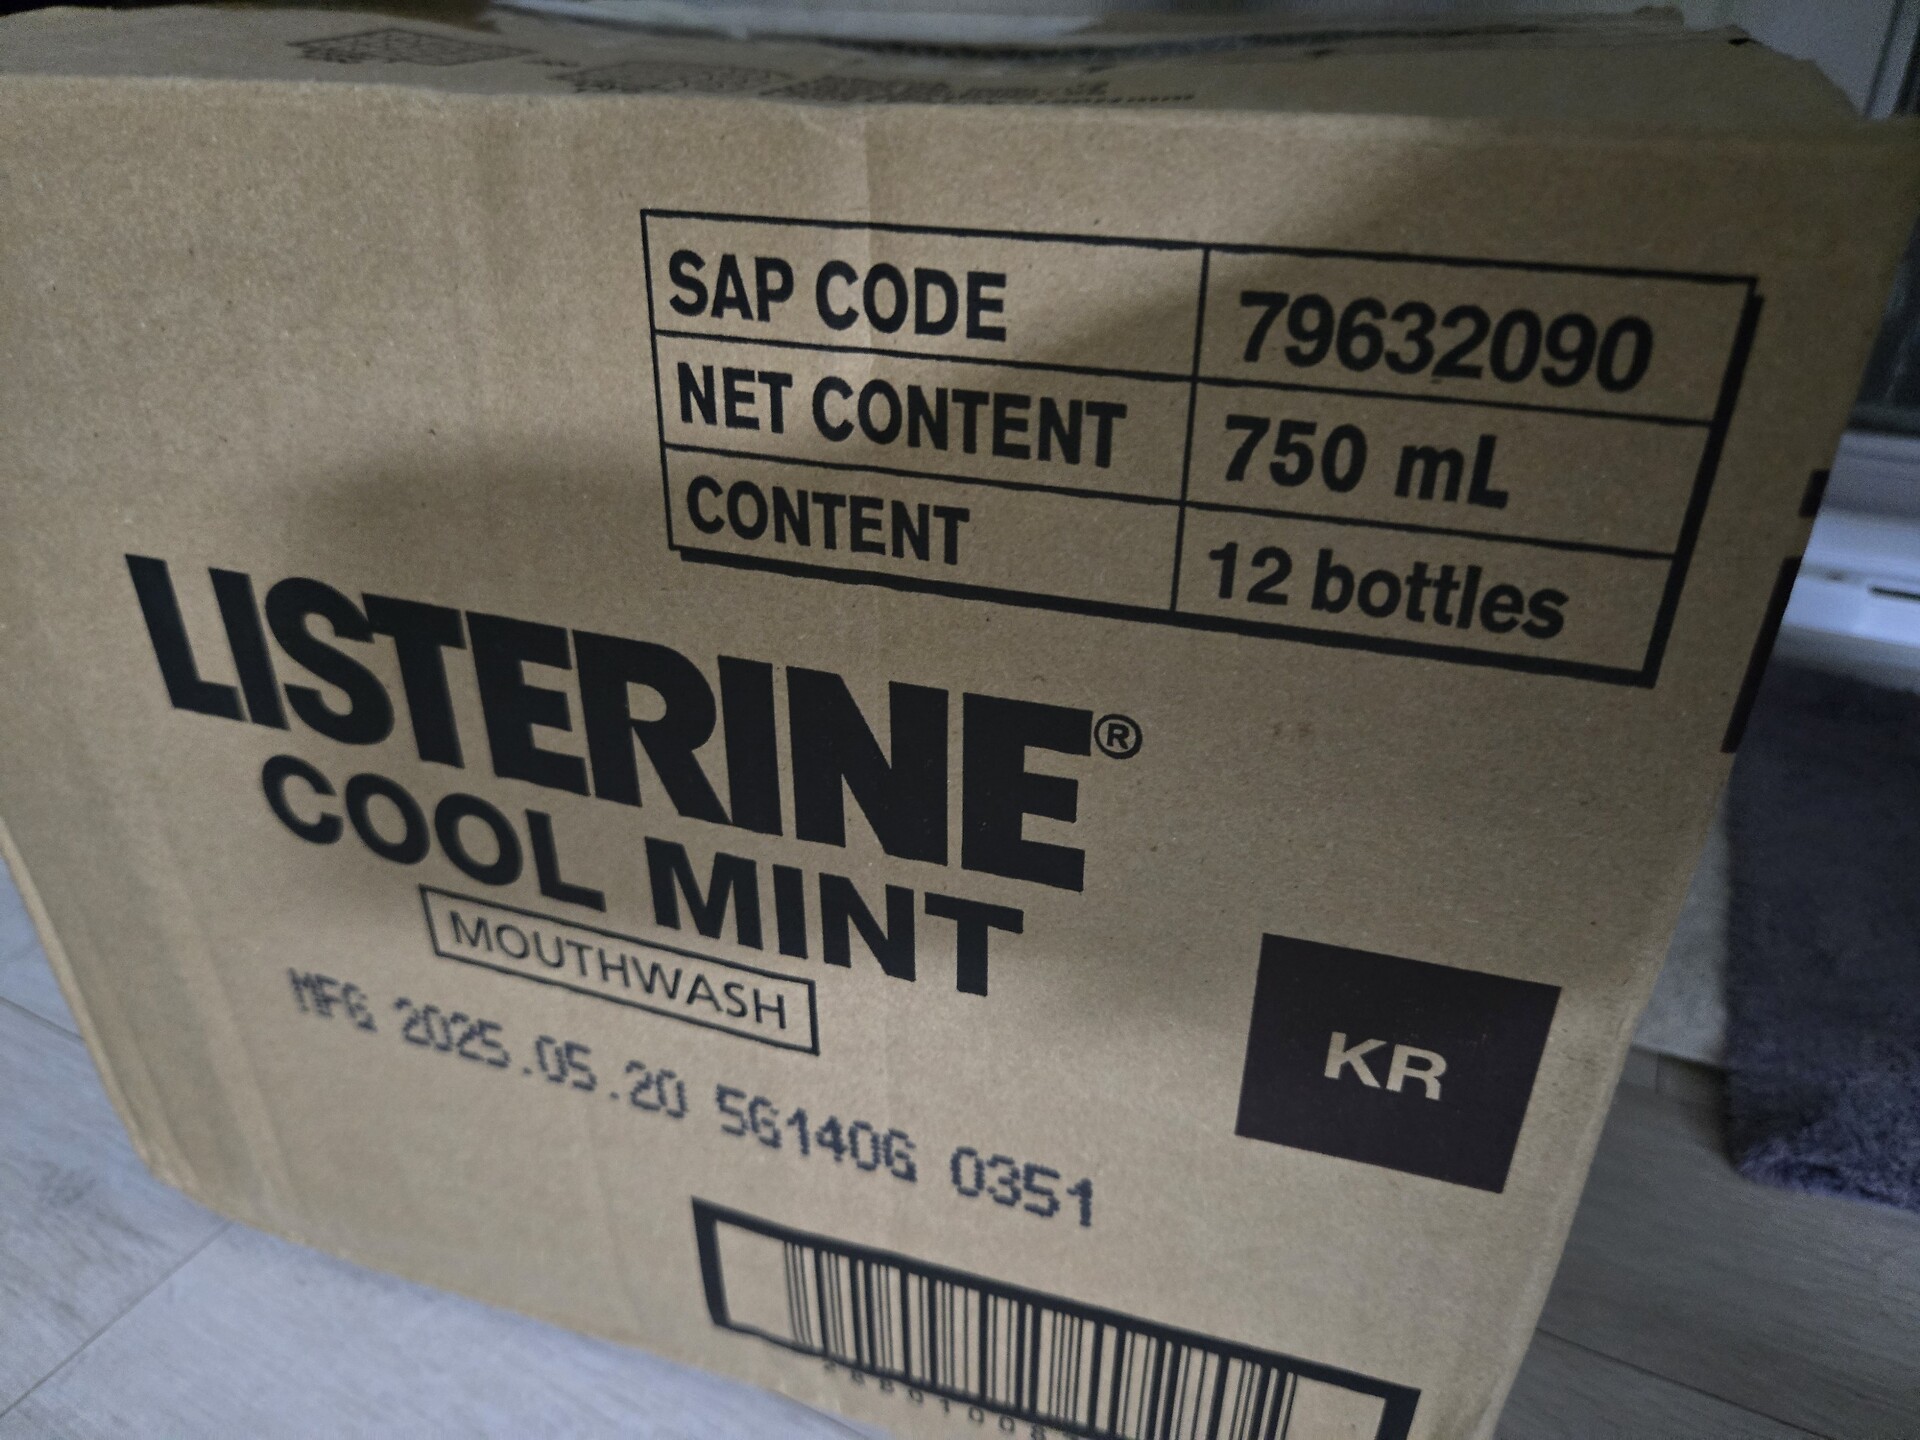 SAP CODE 79632090
NET CONTENT 750 mL
CONTENT 12 bottles
LISTERINE®
COOL MINT
MOUTHWASH
MFG 2025.05.20 5G140G 0351
KR